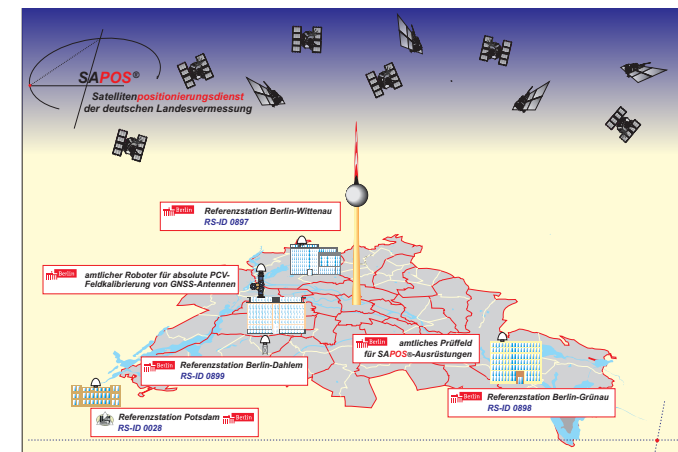 SAPOS®
Satellitenpositionierungsdienst
der deutschen Landesvermessung
Berlin Referenzstation Berlin-Wittenau
RS-ID 0897
Berlin amtlicher Roboter für absolute PCV-
Feldkalibrierung von GNSS-Antennen
Berlin amtliches Prüffeld
für SAPOS®-Ausrüstungen
Berlin Referenzstation Berlin-Dahlem
RS-ID 0899
Berlin Referenzstation Berlin-Grünau
RS-ID 0898
Referenzstation Potsdam Berlin
RS-ID 0028